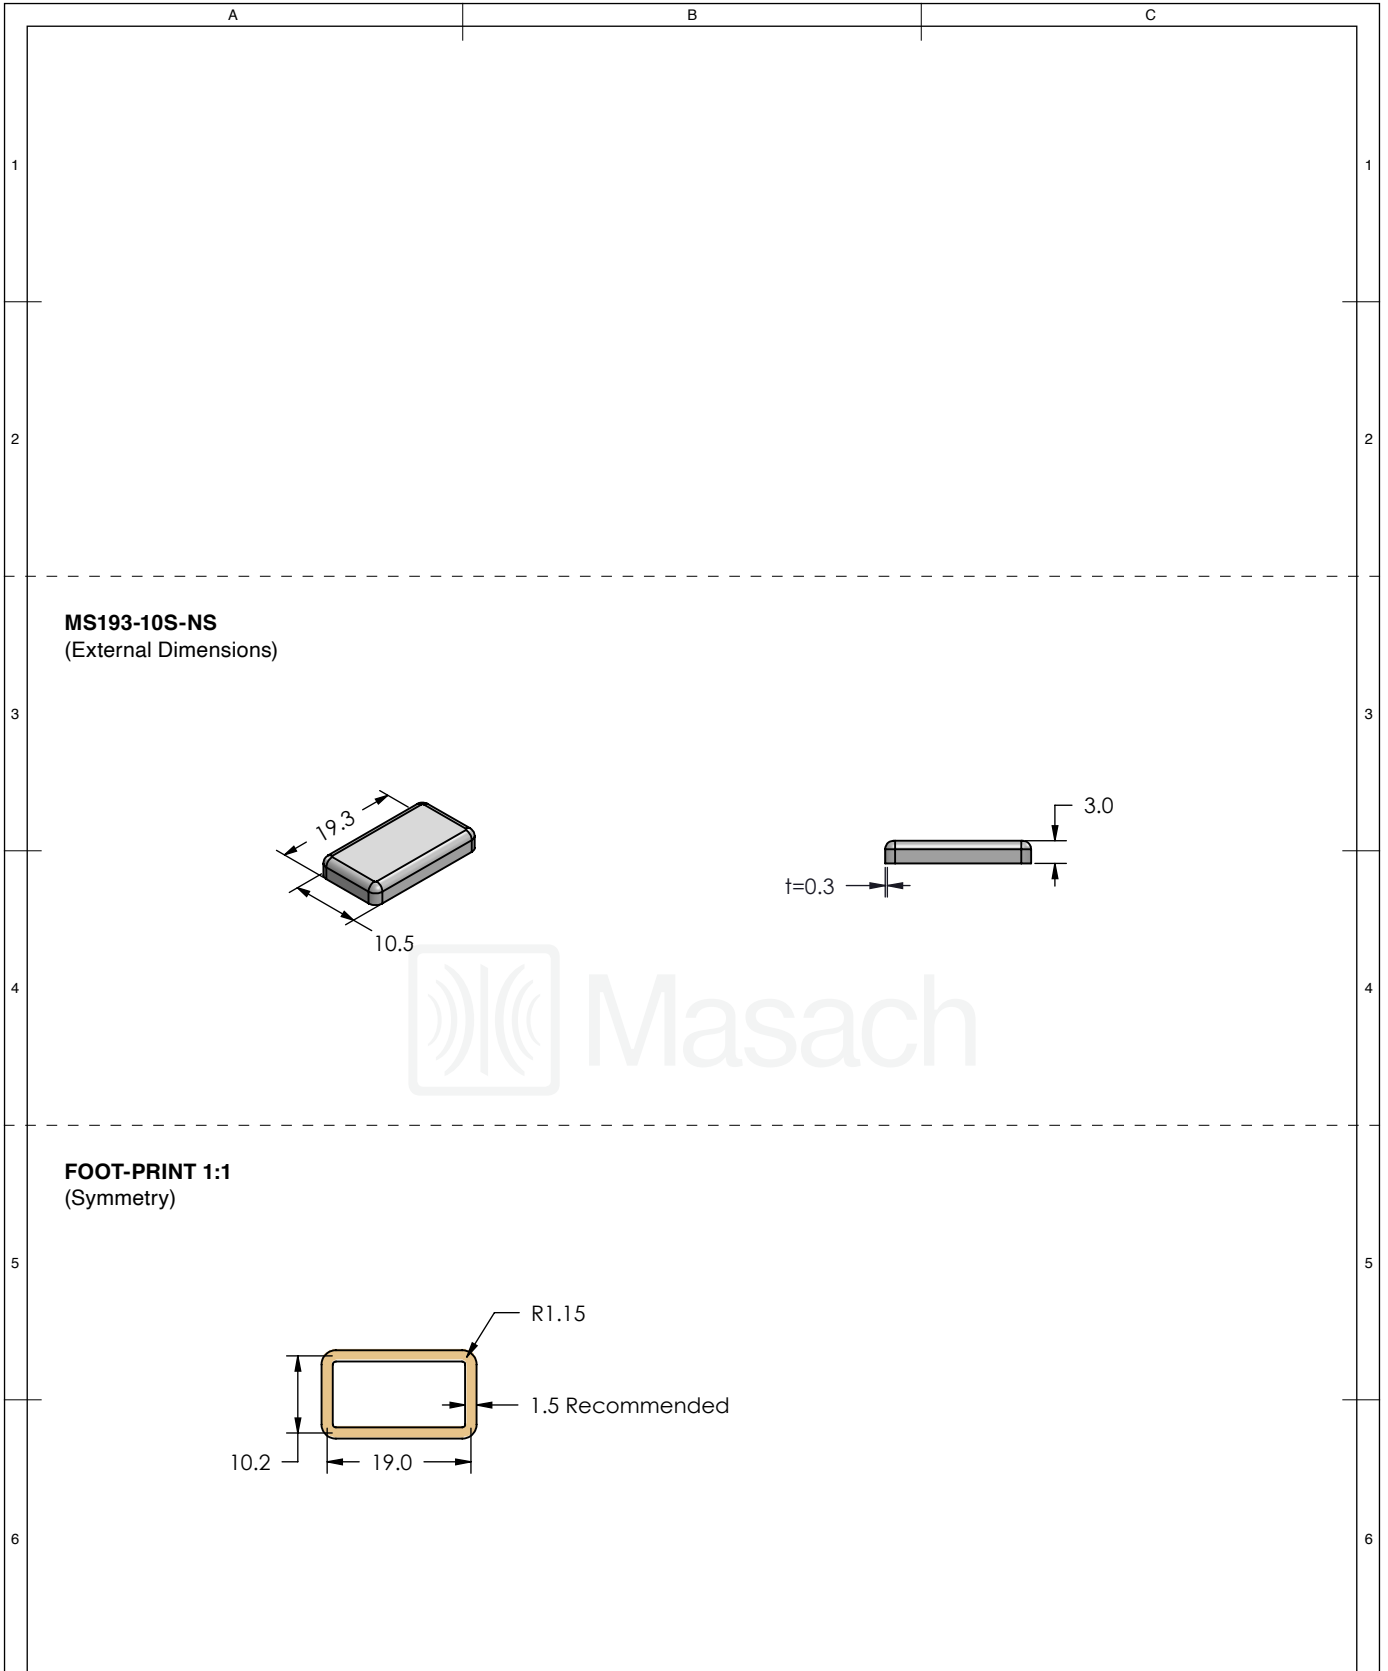 A B C
1 1
2 2
MS193-10S-NS
(External Dimensions)
3 3
19.3
10.5
3.0
t=0.3
4 4
Masach
FOOT-PRINT 1:1
(Symmetry)
5 5
R1.15
1.5 Recommended
10.2
19.0
6 6